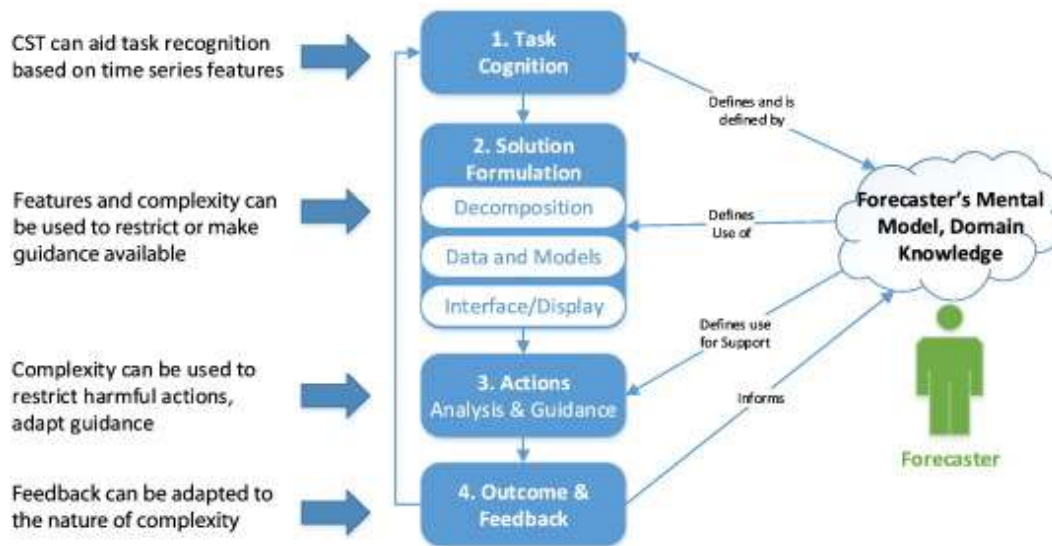 CST can aid task recognition
based on time series features
1. Task
Cognition
Defines and is
defined by
2. Solution
Formulation
Decomposition
Data and Models
Interface/Display
Features and complexity can
be used to restrict or make
guidance available
Defines
Use of
Forecaster's Mental
Model, Domain
Knowledge
Defines use
for Support
Complexity can be used to
restrict harmful actions,
adapt guidance
3. Actions
Analysis & Guidance
Informs
Forecaster
Feedback can be adapted to
the nature of complexity
4. Outcome &
Feedback